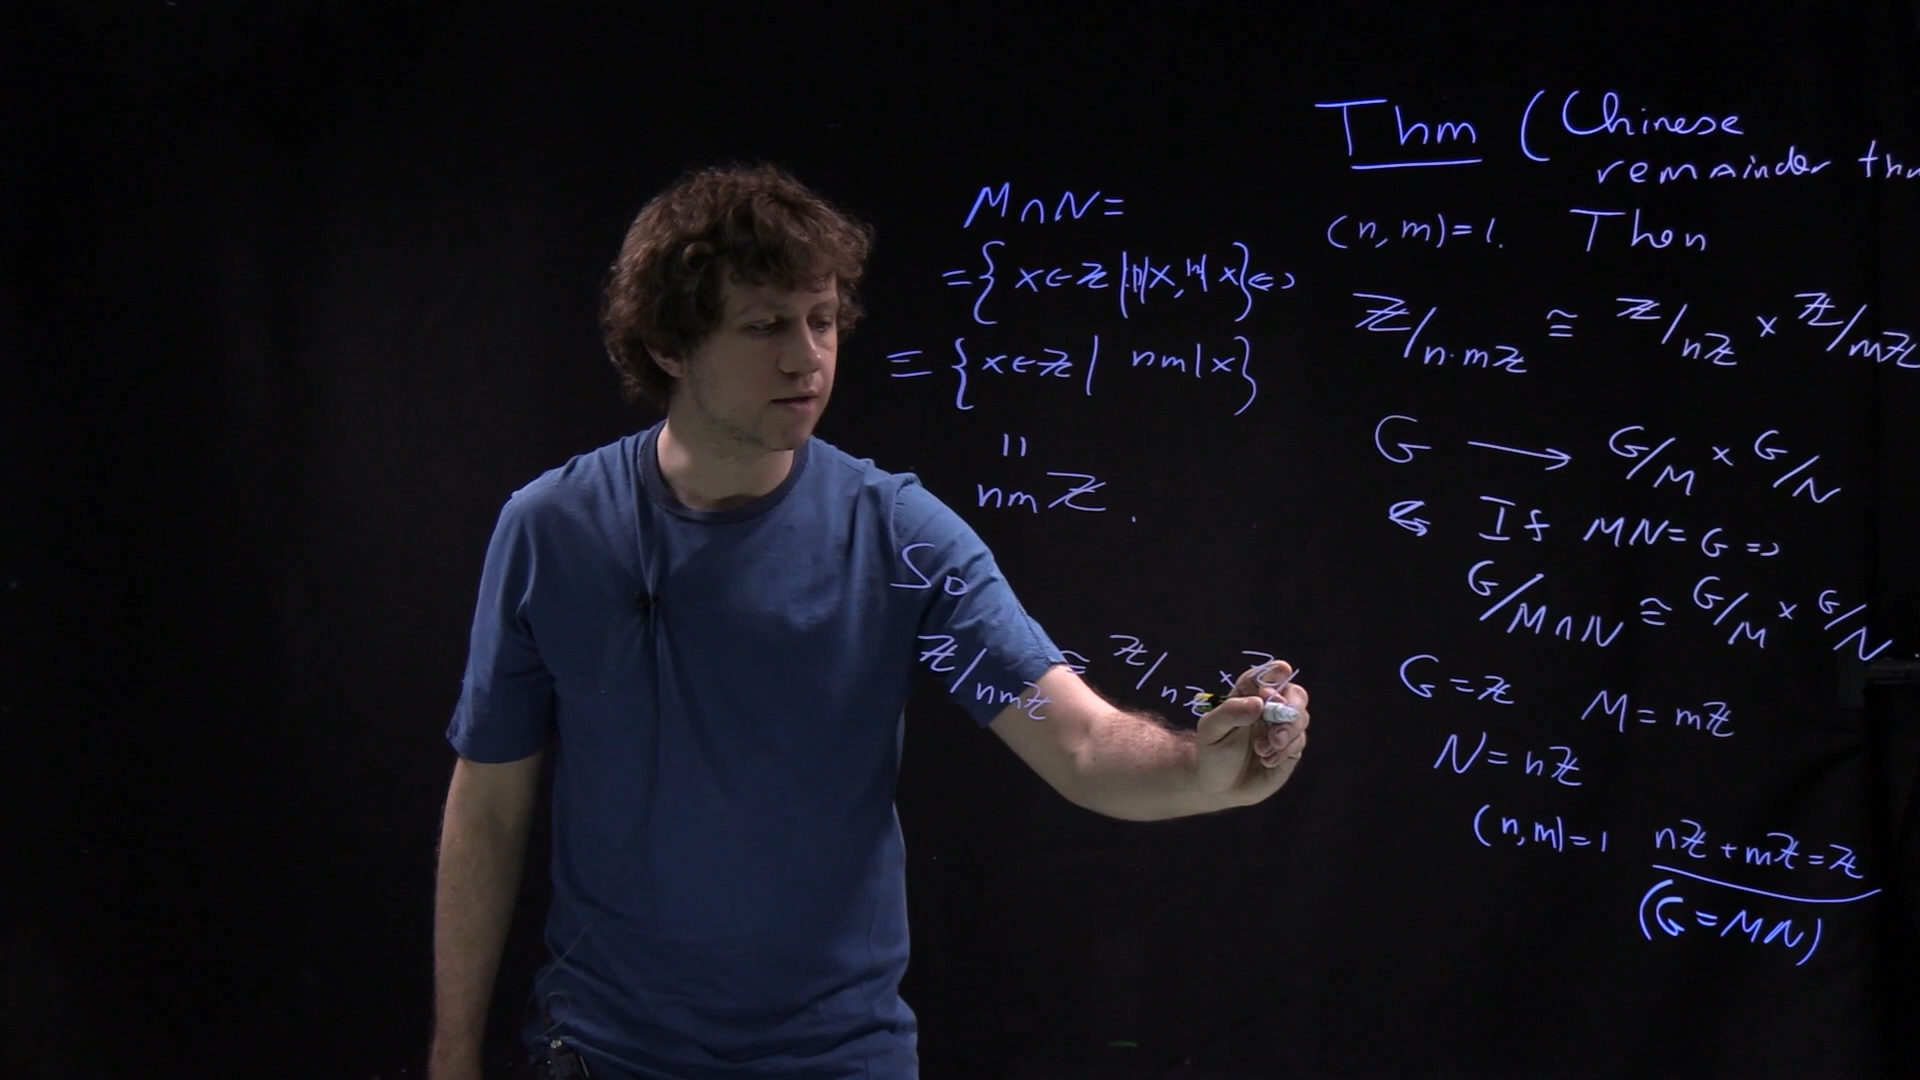 Thm (Chinese
remainder
(n,m)=1. Then
ℤ/n·mℤ ≅ ℤ/nℤ × ℤ/mℤ
G ⟶ G/M × G/N
If MN=G ⇒
G/M∩N ≅ G/M × G/N
G=ℤ M=mℤ
N=nℤ
(n,m)=1 nℤ+mℤ=ℤ
(G=MN)
M∩N=
={x∈ℤ | n|x, m|x}⇔
={x∈ℤ | nm|x}
"
nmℤ.
So
ℤ/nmℤ ≅ ℤ/nℤ × ℤ/